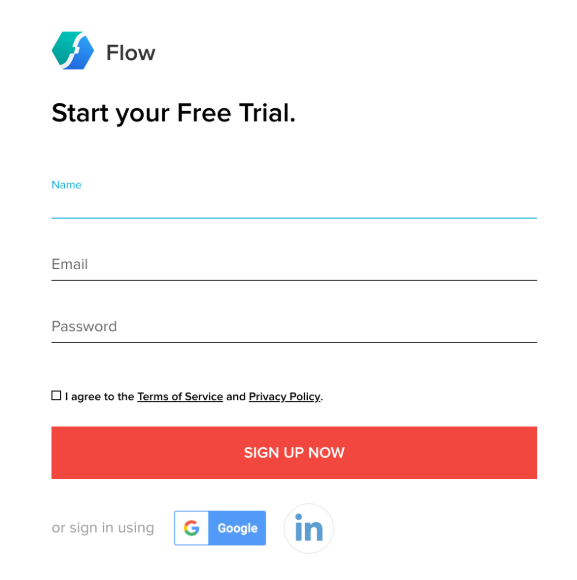 Flow
Start your Free Trial.
Name
Email
Password
I agree to the Terms of Service and Privacy Policy.
SIGN UP NOW
or sign in using G Google in